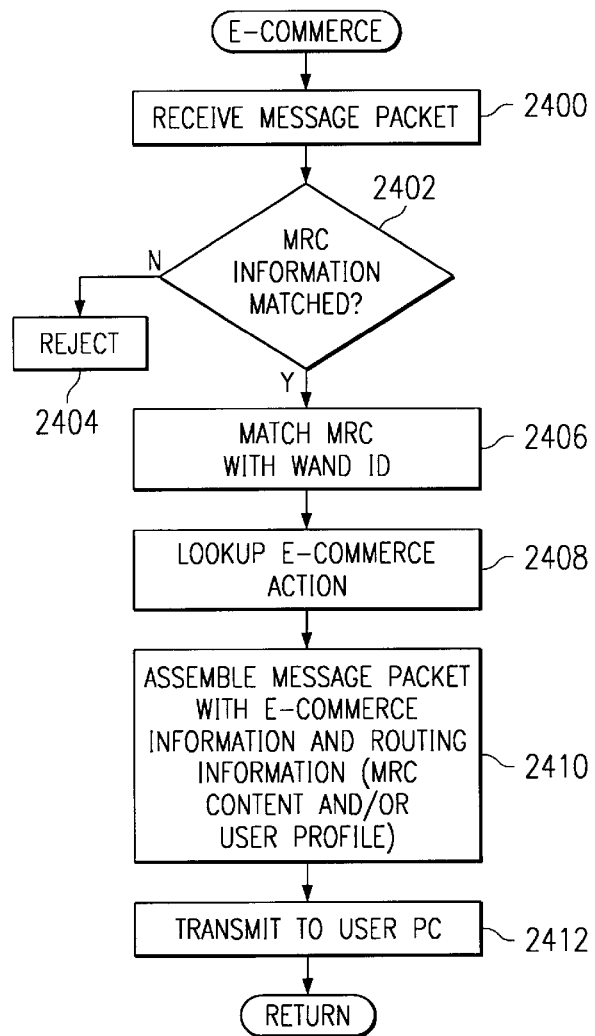 E-COMMERCE
RECEIVE MESSAGE PACKET
2400
2402
MRC
INFORMATION
MATCHED?
N
REJECT
2404
Y
MATCH MRC
WITH WAND ID
2406
LOOKUP E-COMMERCE
ACTION
2408
ASSEMBLE MESSAGE PACKET
WITH E-COMMERCE
INFORMATION AND ROUTING
INFORMATION (MRC
CONTENT AND/OR
USER PROFILE)
2410
TRANSMIT TO USER PC
2412
RETURN